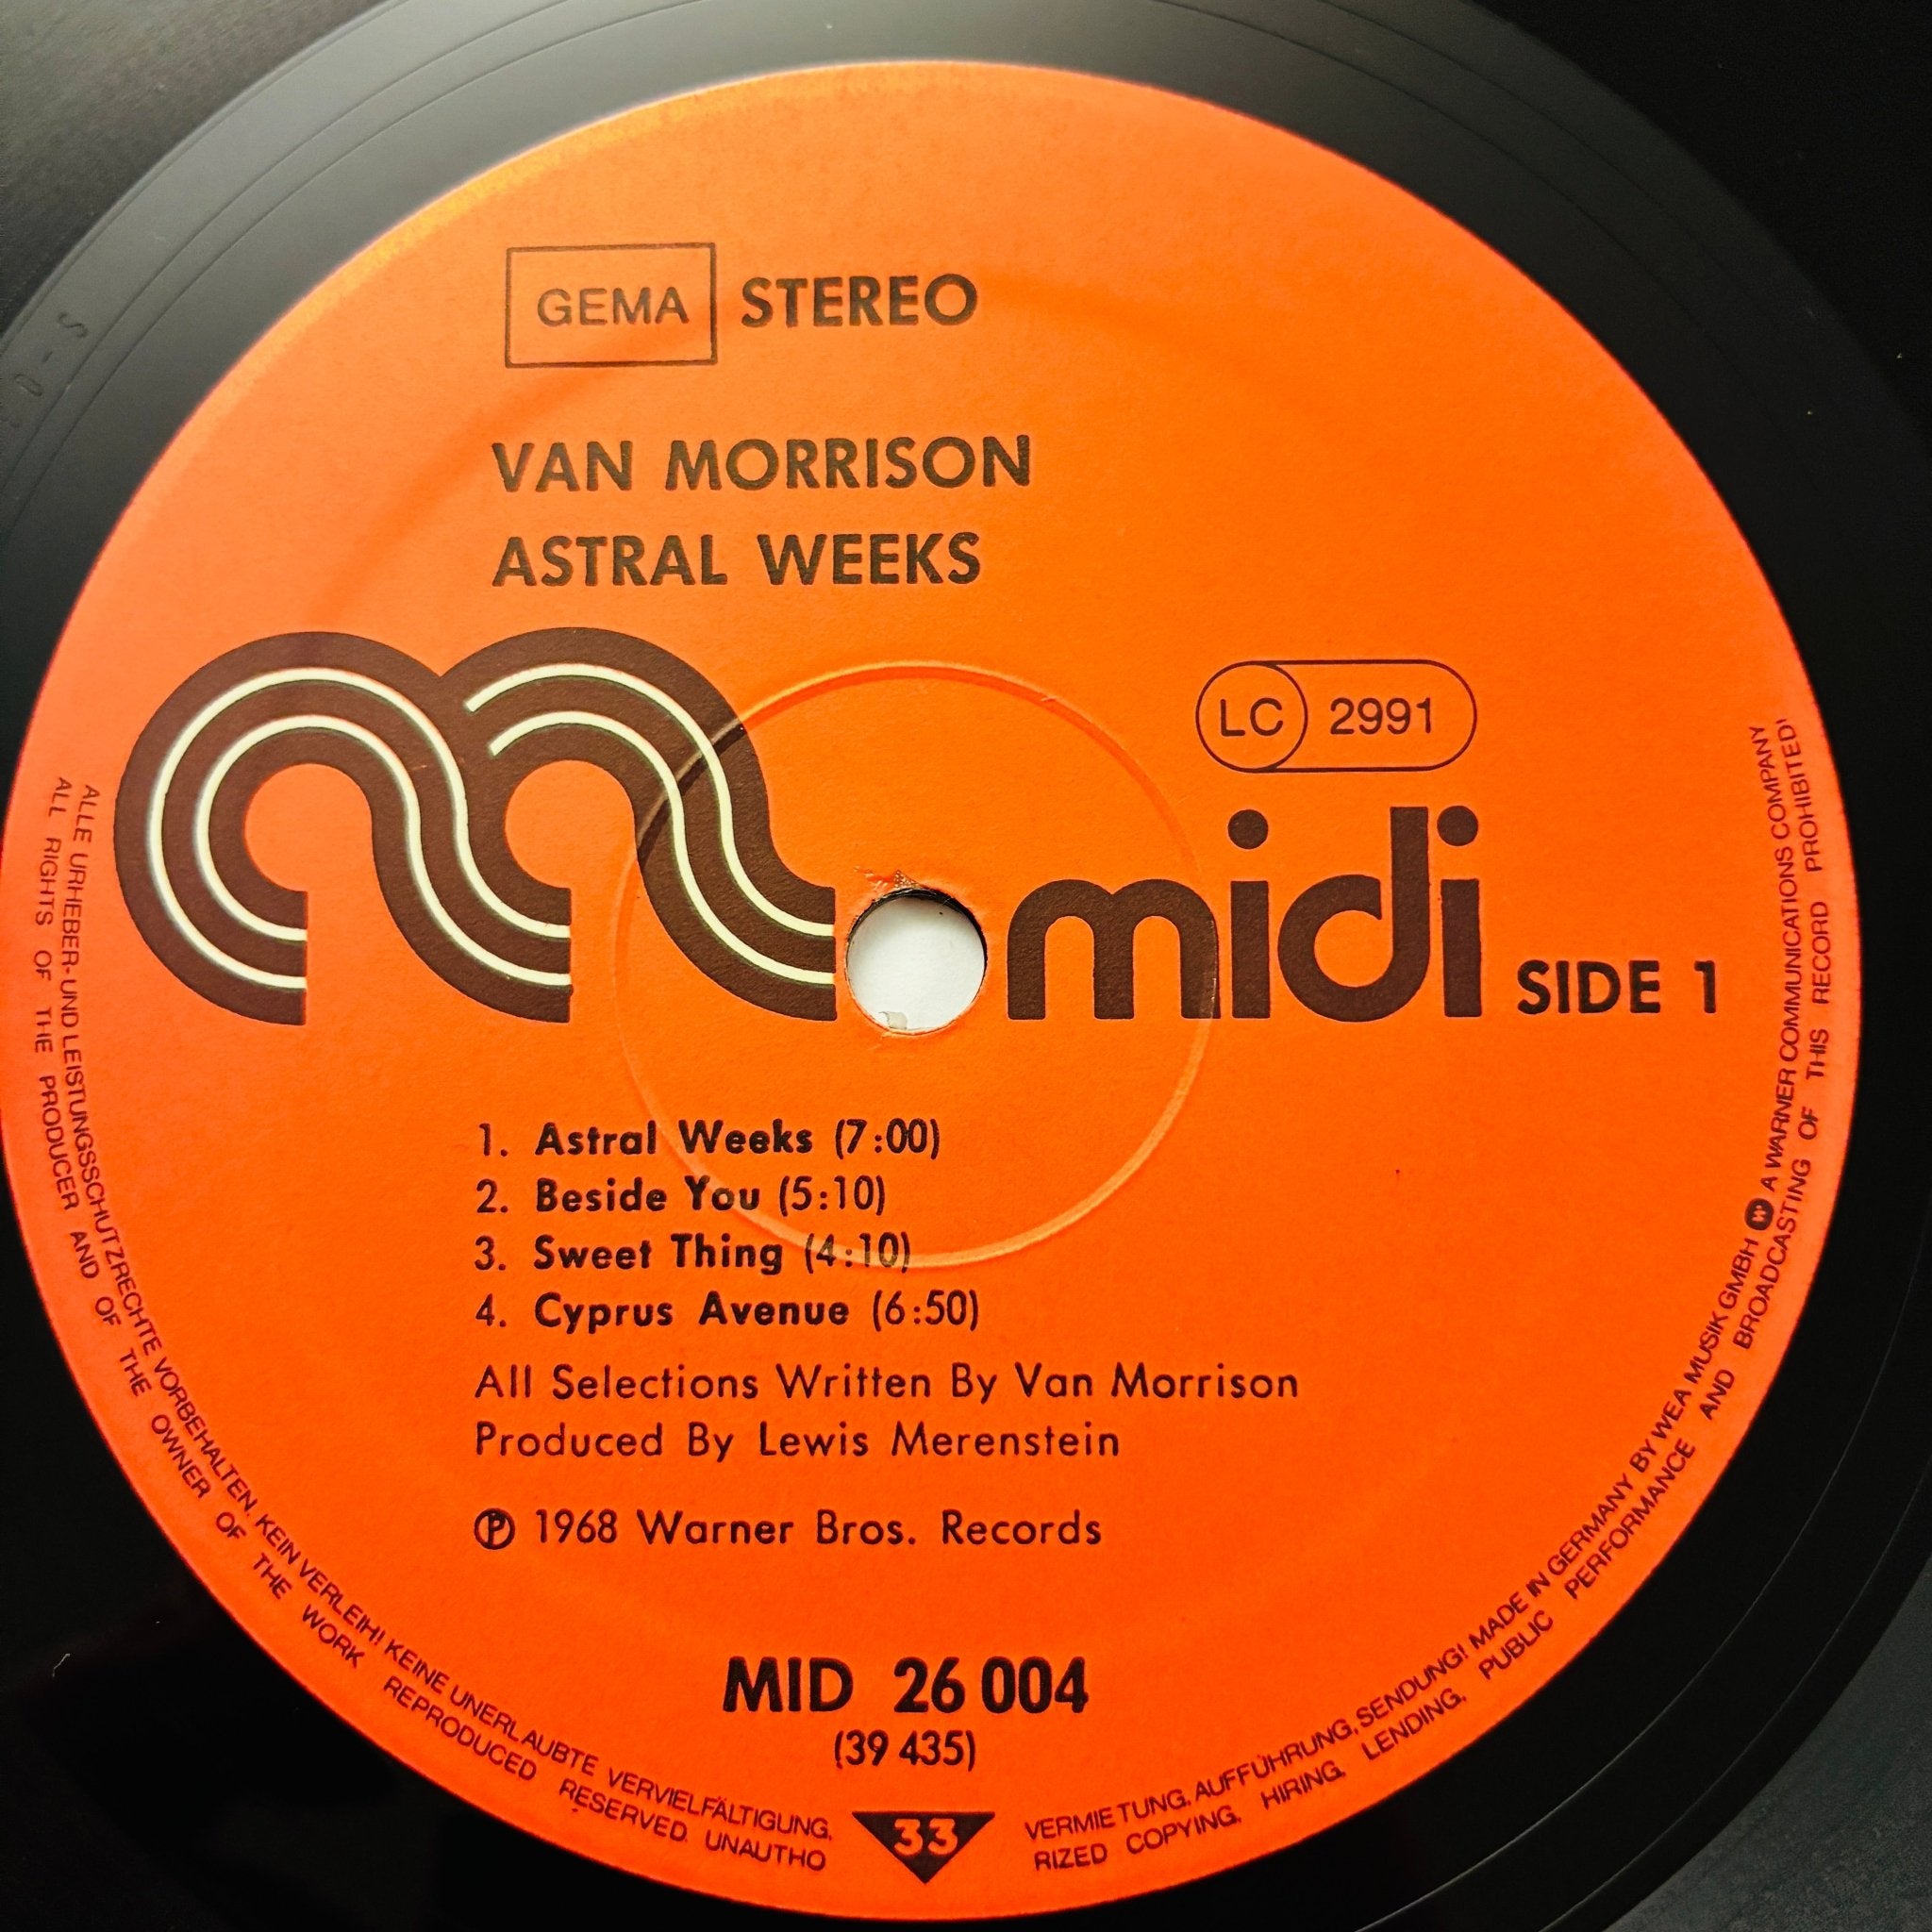 GEMA STEREO
VAN MORRISON
ASTRAL WEEKS
LC 2991
midi SIDE 1
1. Astral Weeks (7:00)
2. Beside You (5:10)
3. Sweet Thing (4:10)
4. Cyprus Avenue (6:50)
All Selections Written By Van Morrison
Produced By Lewis Merenstein
Ⓟ 1968 Warner Bros. Records
MID 26 004
(39 435)
33
ALLE URHEBER- UND LEISTUNGSSCHUTZRECHTE VORBEHALTEN. KEIN VERLEIH! KEINE UNERLAUBTE VERVIELFÄLTIGUNG, VERMIETUNG, AUFFÜHRUNG, SENDUNG! MADE IN GERMANY BY WEA MUSIK GMBH W A WARNER COMMUNICATIONS COMPANY
ALL RIGHTS OF THE PRODUCER AND OF THE OWNER OF THE WORK REPRODUCED RESERVED. UNAUTHORIZED COPYING, HIRING, LENDING, PUBLIC PERFORMANCE AND BROADCASTING OF THIS RECORD PROHIBITED!